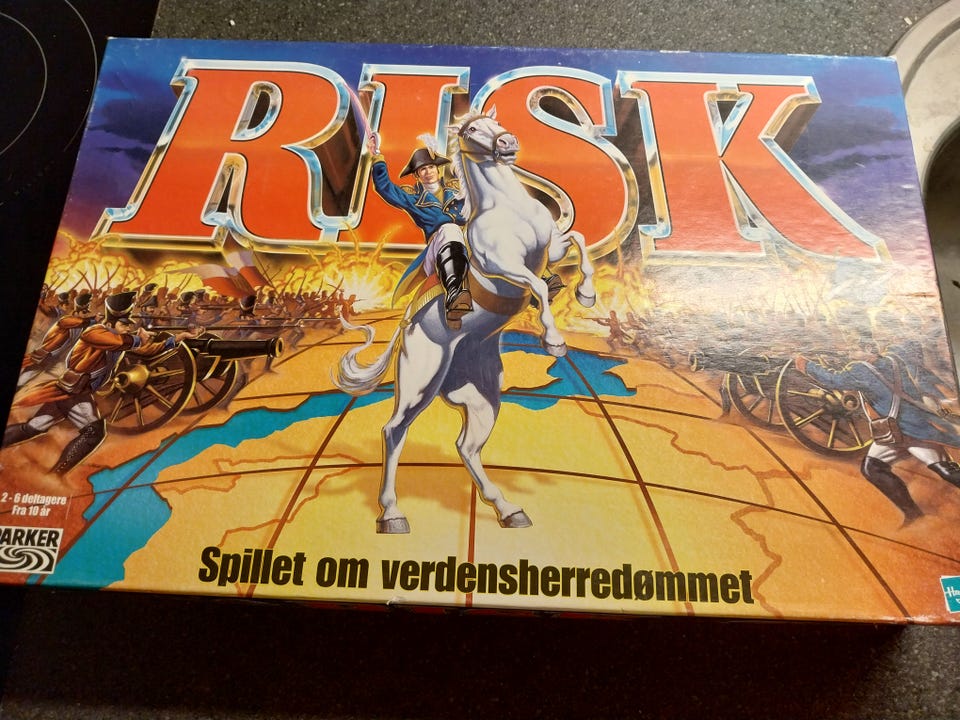 RISK
2 - 6 deltagere
Fra 10 år
PARKER
Spillet om verdensherredømmet